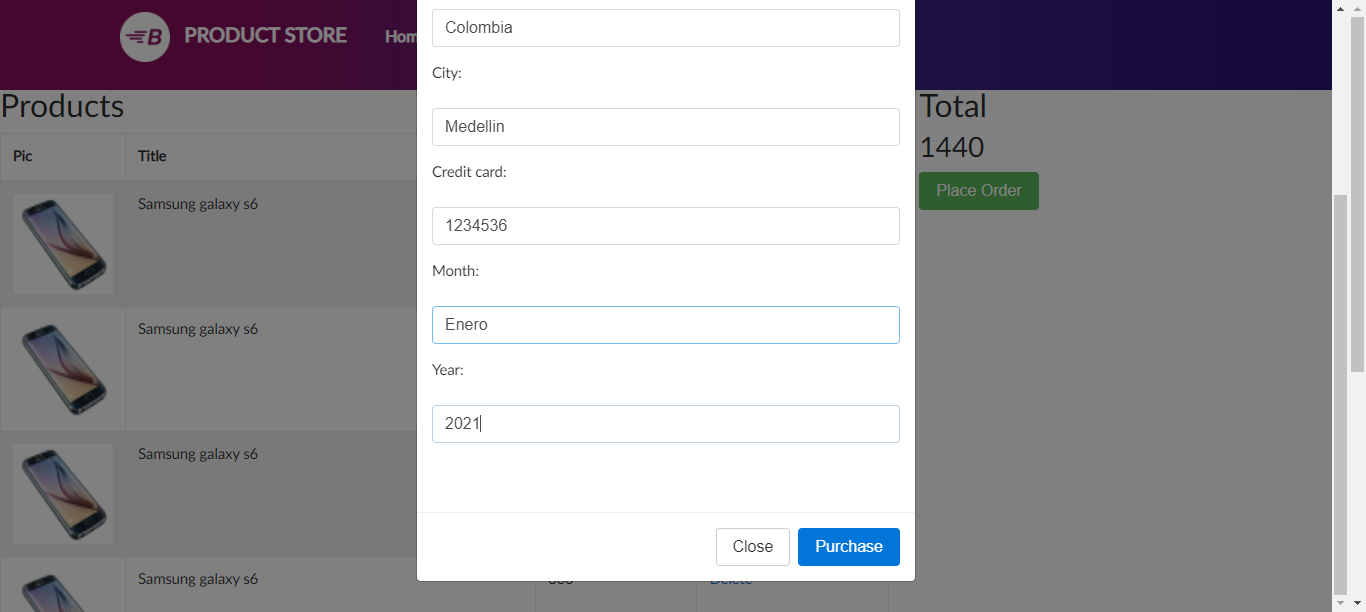 PRODUCT STORE
Hom
Products
Pic
Title
Samsung galaxy s6
Samsung galaxy s6
Samsung galaxy s6
Samsung galaxy s6
Colombia
City:
Medellin
Credit card:
1234536
Month:
Enero
Year:
2021
Close
Purchase
Total
1440
Place Order